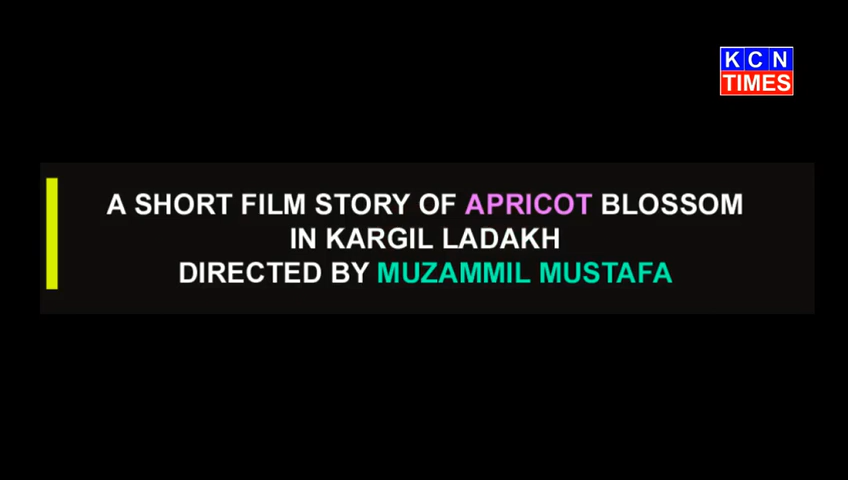 KCN
TIMES
A SHORT FILM STORY OF APRICOT BLOSSOM
IN KARGIL LADAKH
DIRECTED BY MUZAMMIL MUSTAFA